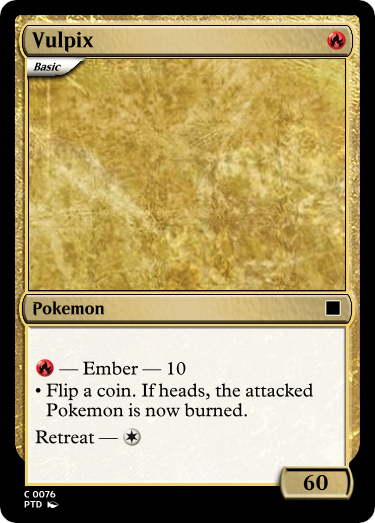 Vulpix
Basic
Pokemon
— Ember — 10
• Flip a coin. If heads, the attacked
Pokemon is now burned.
Retreat —
60
C 0076
PTD